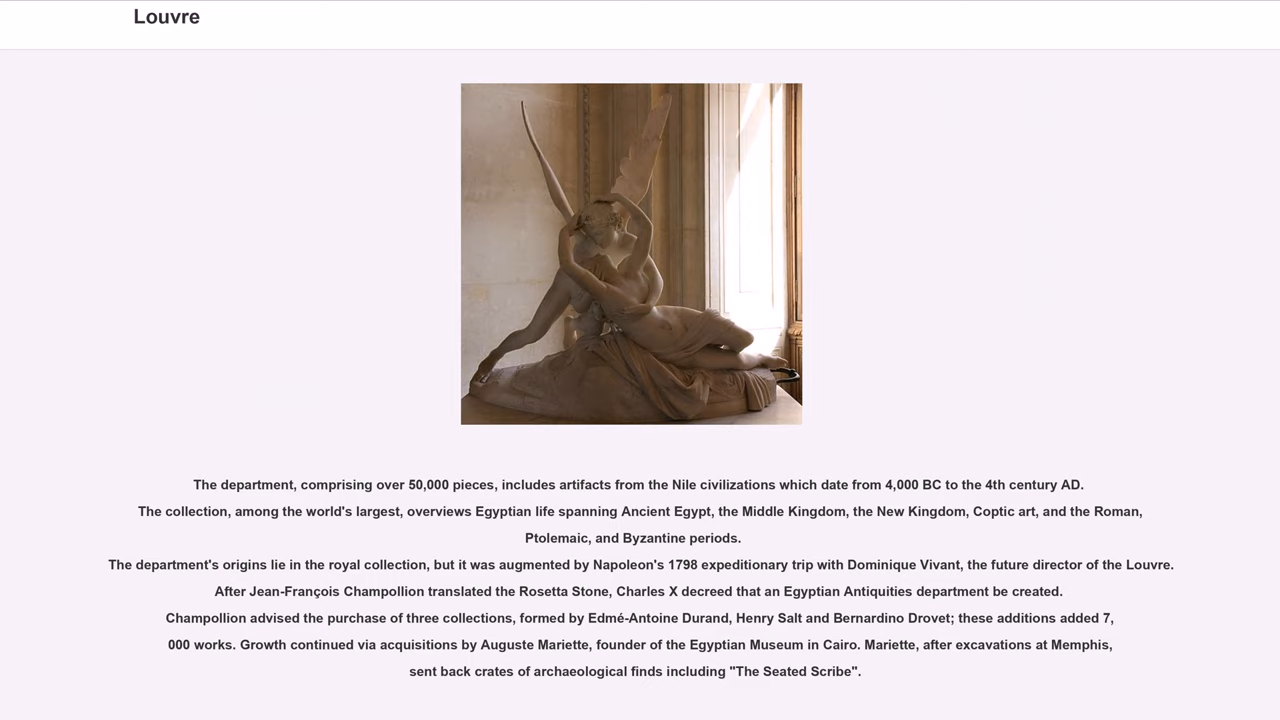 Louvre
The department, comprising over 50,000 pieces, includes artifacts from the Nile civilizations which date from 4,000 BC to the 4th century AD.
The collection, among the world's largest, overviews Egyptian life spanning Ancient Egypt, the Middle Kingdom, the New Kingdom, Coptic art, and the Roman,
Ptolemaic, and Byzantine periods.
The department's origins lie in the royal collection, but it was augmented by Napoleon's 1798 expeditionary trip with Dominique Vivant, the future director of the Louvre.
After Jean-François Champollion translated the Rosetta Stone, Charles X decreed that an Egyptian Antiquities department be created.
Champollion advised the purchase of three collections, formed by Edmé-Antoine Durand, Henry Salt and Bernardino Drovet; these additions added 7,
000 works. Growth continued via acquisitions by Auguste Mariette, founder of the Egyptian Museum in Cairo. Mariette, after excavations at Memphis,
sent back crates of archaeological finds including "The Seated Scribe".